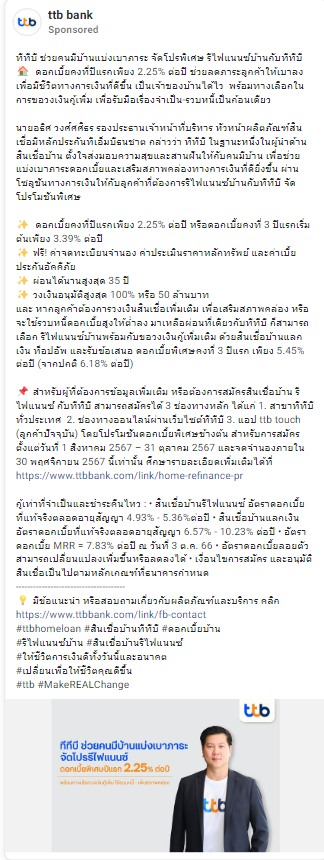 ttb bank
Sponsored
ทีทีบี ช่วยคนมีบ้านแบ่งเบาภาระ จัดโปรพิเศษ รีไฟแนนซ์บ้านกับทีทีบี
🏠 ดอกเบี้ยคงที่ปีแรกเพียง 2.25% ต่อปี ช่วยลดภาระลูกค้าให้เบาลง
เพื่อมีชีวิตทางการเงินที่ดีขึ้น เป็นเจ้าของบ้านได้ไว พร้อมทางเลือกใน
การขอวงเงินกู้เพิ่ม เพื่อรับมือเรื่องจำเป็น-รวบหนี้เป็นก้อนเดียว
นายอธิศ วงศ์ศศิธร รองประธานเจ้าหน้าที่บริหาร หัวหน้าผลิตภัณฑ์สิน
เชื่อมีหลักประกันทีเอ็มบีธนชาต กล่าวว่า ทีทีบี ในฐานะหนึ่งในผู้นำด้าน
สินเชื่อบ้าน ตั้งใจส่งมอบความสุขและสานฝันให้กับคนมีบ้าน เพื่อช่วย
แบ่งเบาภาระดอกเบี้ยและเสริมสภาพคล่องทางการเงินที่ดียิ่งขึ้น ผ่าน
โซลูชันทางการเงินให้กับลูกค้าที่ต้องการรีไฟแนนซ์บ้านกับทีทีบี จัด
โปรโมชันพิเศษ
✨ ดอกเบี้ยคงที่ปีแรกเพียง 2.25% ต่อปี หรือดอกเบี้ยคงที่ 3 ปีแรกเริ่ม
ต้นเพียง 3.39% ต่อปี
✨ ฟรี! ค่าจดทะเบียนจำนอง ค่าประเมินราคาหลักทรัพย์ และค่าเบี้ย
ประกันอัคคีภัย
✨ ผ่อนได้นานสูงสุด 35 ปี
✨ วงเงินอนุมัติสูงสุด 100% หรือ 50 ล้านบาท
และ หากลูกค้าต้องการวงเงินสินเชื่อเพิ่มเติม เพื่อเสริมสภาพคล่อง หรือ
จะใช้รวบหนี้ดอกเบี้ยสูงให้ต่ำลง มาเหลือผ่อนที่เดียวกับทีทีบี ก็สามารถ
เลือก รีไฟแนนซ์บ้านพร้อมกับขอวงเงินกู้เพิ่มเติม ด้วยสินเชื่อบ้านแลก
เงิน ท็อปอัพ และรับข้อเสนอ ดอกเบี้ยพิเศษคงที่ 3 ปีแรก เพียง 5.45%
ต่อปี (จากปกติ 6.18% ต่อปี)
📌 สำหรับผู้ที่ต้องการข้อมูลเพิ่มเติม หรือต้องการสมัครสินเชื่อบ้าน รี
ไฟแนนซ์ กับทีทีบี สามารถสมัครได้ 3 ช่องทางหลัก ได้แก่ 1. สาขาทีทีบี
ทั่วประเทศ 2. ช่องทางออนไลน์ผ่านเว็บไซต์ทีทีบี 3. แอป ttb touch
(ลูกค้าปัจจุบัน) โดยโปรโมชันดอกเบี้ยพิเศษข้างต้น สำหรับการสมัคร
ตั้งแต่วันที่ 1 สิงหาคม 2567 – 31 ตุลาคม 2567 และจดจำนองภายใน
30 พฤศจิกายน 2567 นี้เท่านั้น ศึกษารายละเอียดเพิ่มเติมได้ที่
https://www.ttbbank.com/link/home-refinance-pr
กู้เท่าที่จำเป็นและชำระคืนไหว : • สินเชื่อบ้านรีไฟแนนซ์ อัตราดอกเบี้ย
ที่แท้จริงตลอดอายุสัญญา 4.93% - 5.36%ต่อปี • สินเชื่อบ้านแลกเงิน
อัตราดอกเบี้ยที่แท้จริงตลอดอายุสัญญา 6.57% - 10.23% ต่อปี • อัตรา
ดอกเบี้ย MRR = 7.83% ต่อปี ณ วันที่ 3 ต.ค. 66 • อัตราดอกเบี้ยลอยตัว
สามารถเปลี่ยนแปลงเพิ่มขึ้นหรือลดลงได้ • เงื่อนไขการสมัคร และอนุมัติ
สินเชื่อเป็นไปตามหลักเกณฑ์ที่ธนาคารกำหนด
-----------------------------------
💡 มีข้อแนะนำ หรือสอบถามเกี่ยวกับผลิตภัณฑ์และบริการ คลิก
https://www.ttbbank.com/link/fb-contact
#ttbhomeloan #สินเชื่อบ้านทีทีบี #ดอกเบี้ยบ้าน
#รีไฟแนนซ์บ้าน #สินเชื่อบ้านรีไฟแนนซ์
#ให้ชีวิตการเงินดีทั้งวันนี้และอนาคต
#เปลี่ยนเพื่อให้ชีวิตคุณดีขึ้น
#ttb #MakeREALChange
ttb
ทีทีบี ช่วยคนมีบ้านแบ่งเบาภาระ
จัดโปรรีไฟแนนซ์
ดอกเบี้ยพิเศษปีแรก 2.25% ต่อปี
ttb